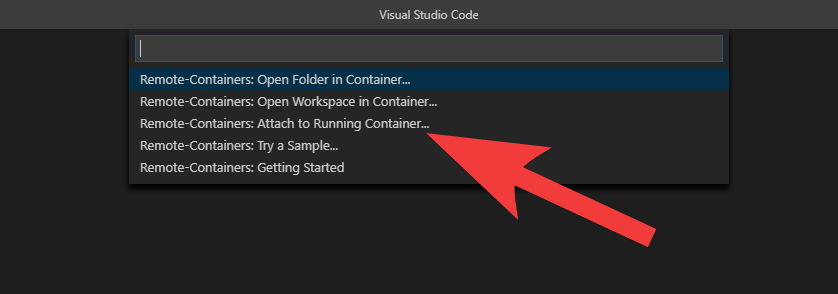 Visual Studio Code
Remote-Containers: Open Folder in Container...
Remote-Containers: Open Workspace in Container...
Remote-Containers: Attach to Running Container...
Remote-Containers: Try a Sample...
Remote-Containers: Getting Started